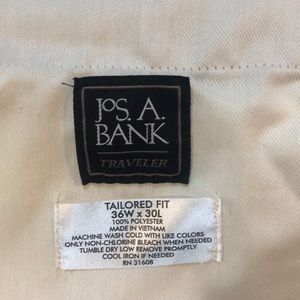 JOS. A.
BANK
TRAVELER
TAILORED FIT
36W x 30L
100% POLYESTER
MADE IN VIETNAM
MACHINE WASH COLD WITH LIKE COLORS
ONLY NON-CHLORINE BLEACH WHEN NEEDED
TUMBLE DRY LOW REMOVE PROMPTLY
COOL IRON IF NEEDED
RN 31608